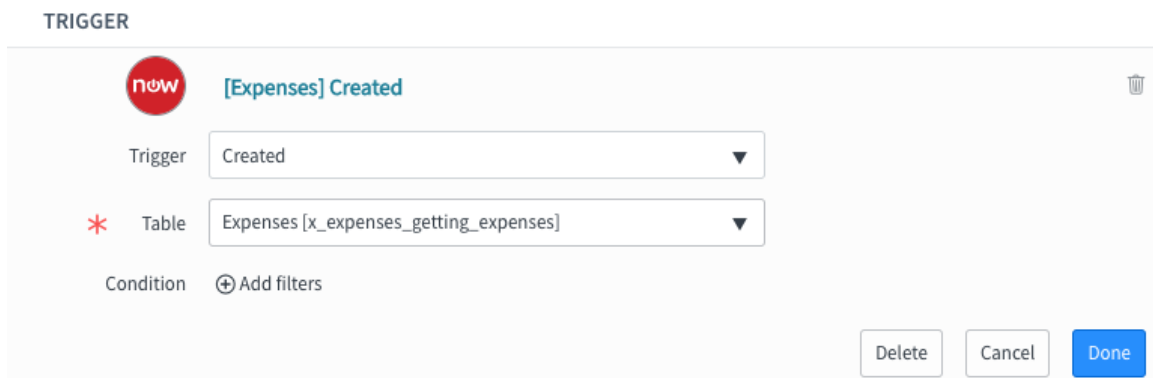 TRIGGER
now
[Expenses] Created
Trigger
Created
Table
Expenses [x_expenses_getting_expenses]
Condition
Add filters
Delete
Cancel
Done